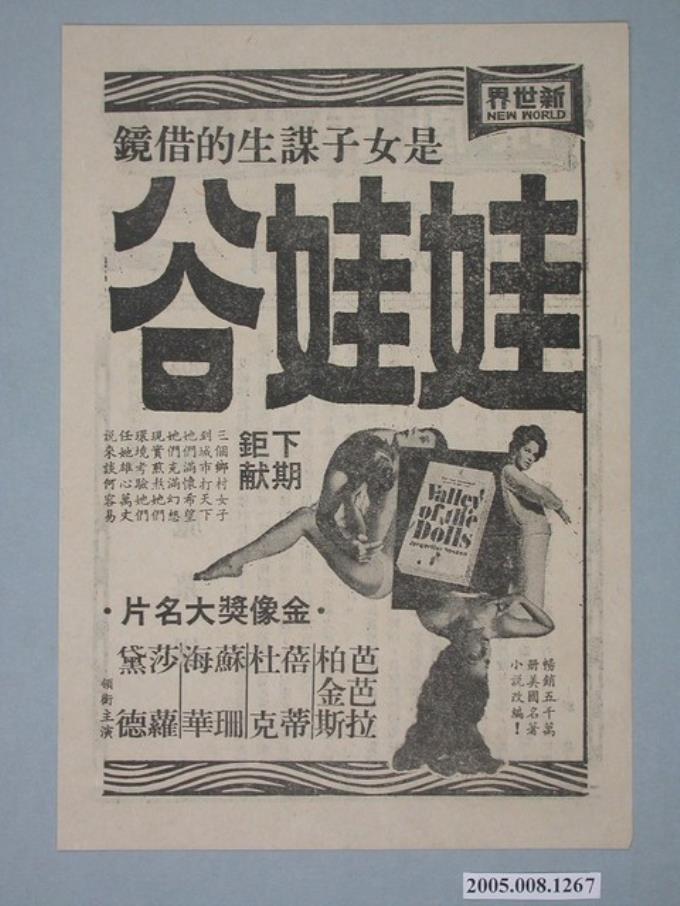 新世界
NEW WORLD
是女子謀生的借鏡
娃娃谷
下期
鉅献
三個鄉村女子
到城市打天下
她們滿懷希望
她們充滿幻想
現實煎熬她們
環境考驗她們
任她雄心萬丈
說來談何容易
Valley
of the
Dolls
Jacqueline Susann
•金像獎大名片•
芭芭拉
柏金斯
蓓蒂
杜克
蘇珊
海華
莎蘿
黛德
領銜主演
暢銷五千萬
册美國名著
小說改編！
2005.008.1267